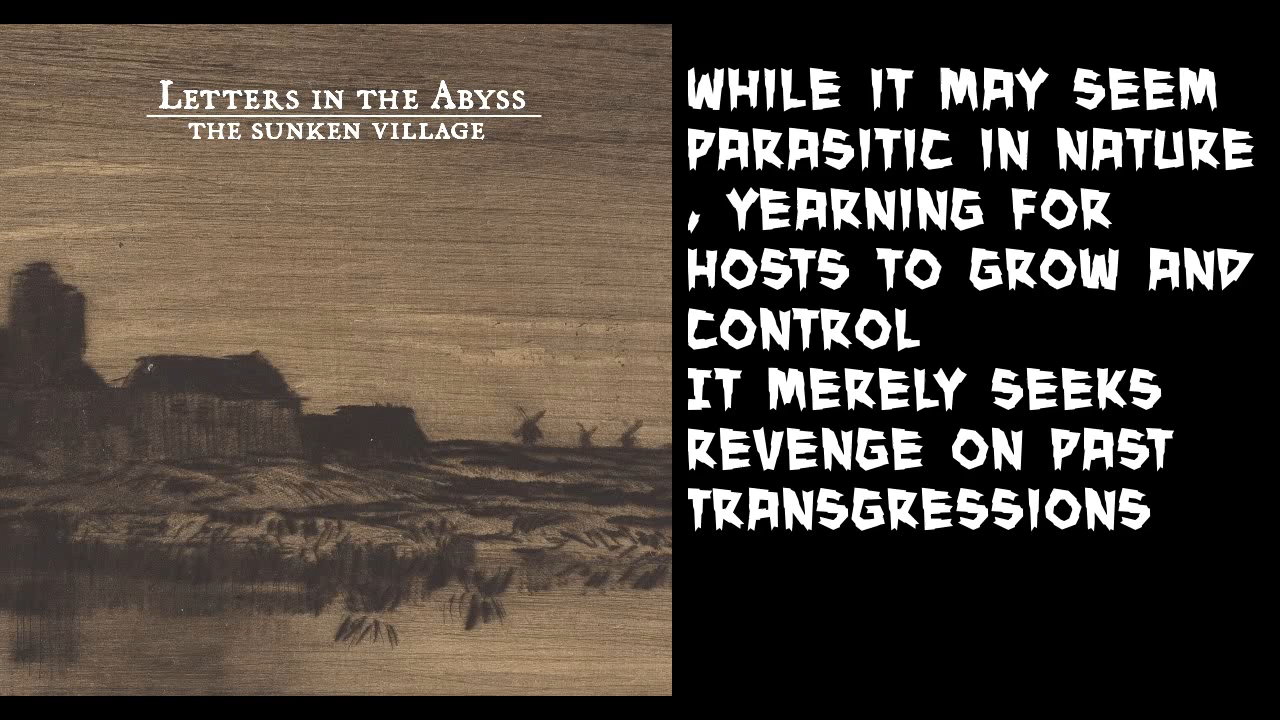 Letters in the Abyss
the sunken village
WHILE IT MAY SEEM
PARASITIC IN NATURE
, YEARNING FOR
HOSTS TO GROW AND
CONTROL
IT MERELY SEEKS
REVENGE ON PAST
TRANSGRESSIONS